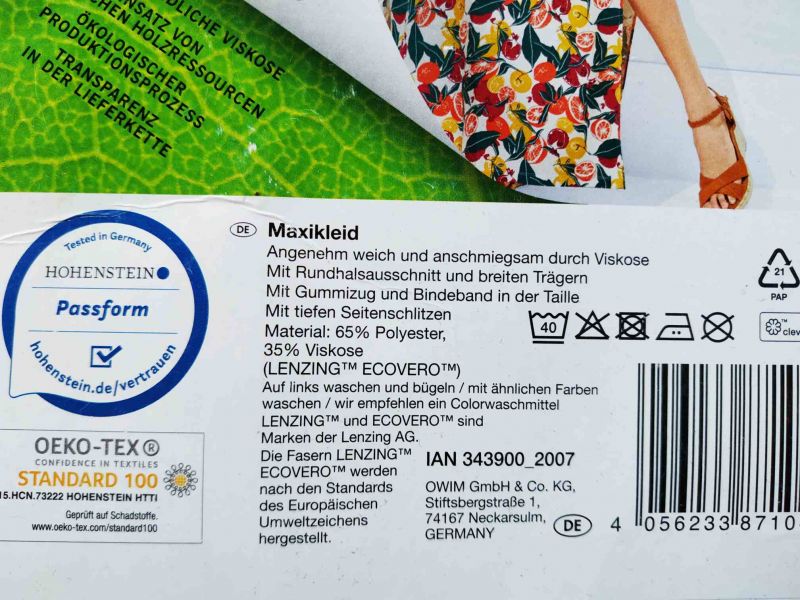 DLICHE VISKOSE
NSATZ VON
CHEN HOLZRESSOURCEN
ÖKOLOGISCHER
PRODUKTIONSPROZESS
TRANSPARENZ
IN DER LIEFERKETTE
Tested in Germany
HOHENSTEIN
Passform
hohenstein.de/vertrauen
OEKO-TEX®
CONFIDENCE IN TEXTILES
STANDARD 100
15.HCN.73222 HOHENSTEIN HTTI
Geprüft auf Schadstoffe.
www.oeko-tex.com/standard100
DE Maxikleid
Angenehm weich und anschmiegsam durch Viskose
Mit Rundhalsausschnitt und breiten Trägern
Mit Gummizug und Bindeband in der Taille
Mit tiefen Seitenschlitzen
Material: 65% Polyester,
35% Viskose
(LENZING™ ECOVERO™)
Auf links waschen und bügeln / mit ähnlichen Farben
waschen / wir empfehlen ein Colorwaschmittel
LENZING™ und ECOVERO™ sind
Marken der Lenzing AG.
Die Fasern LENZING™
ECOVERO™ werden
nach den Standards
des Europäischen
Umweltzeichens
hergestellt.
40
21
PAP
clev
IAN 343900_2007
OWIM GmbH & Co. KG,
Stiftsbergstraße 1,
74167 Neckarsulm,
GERMANY
DE
4 056233 87103